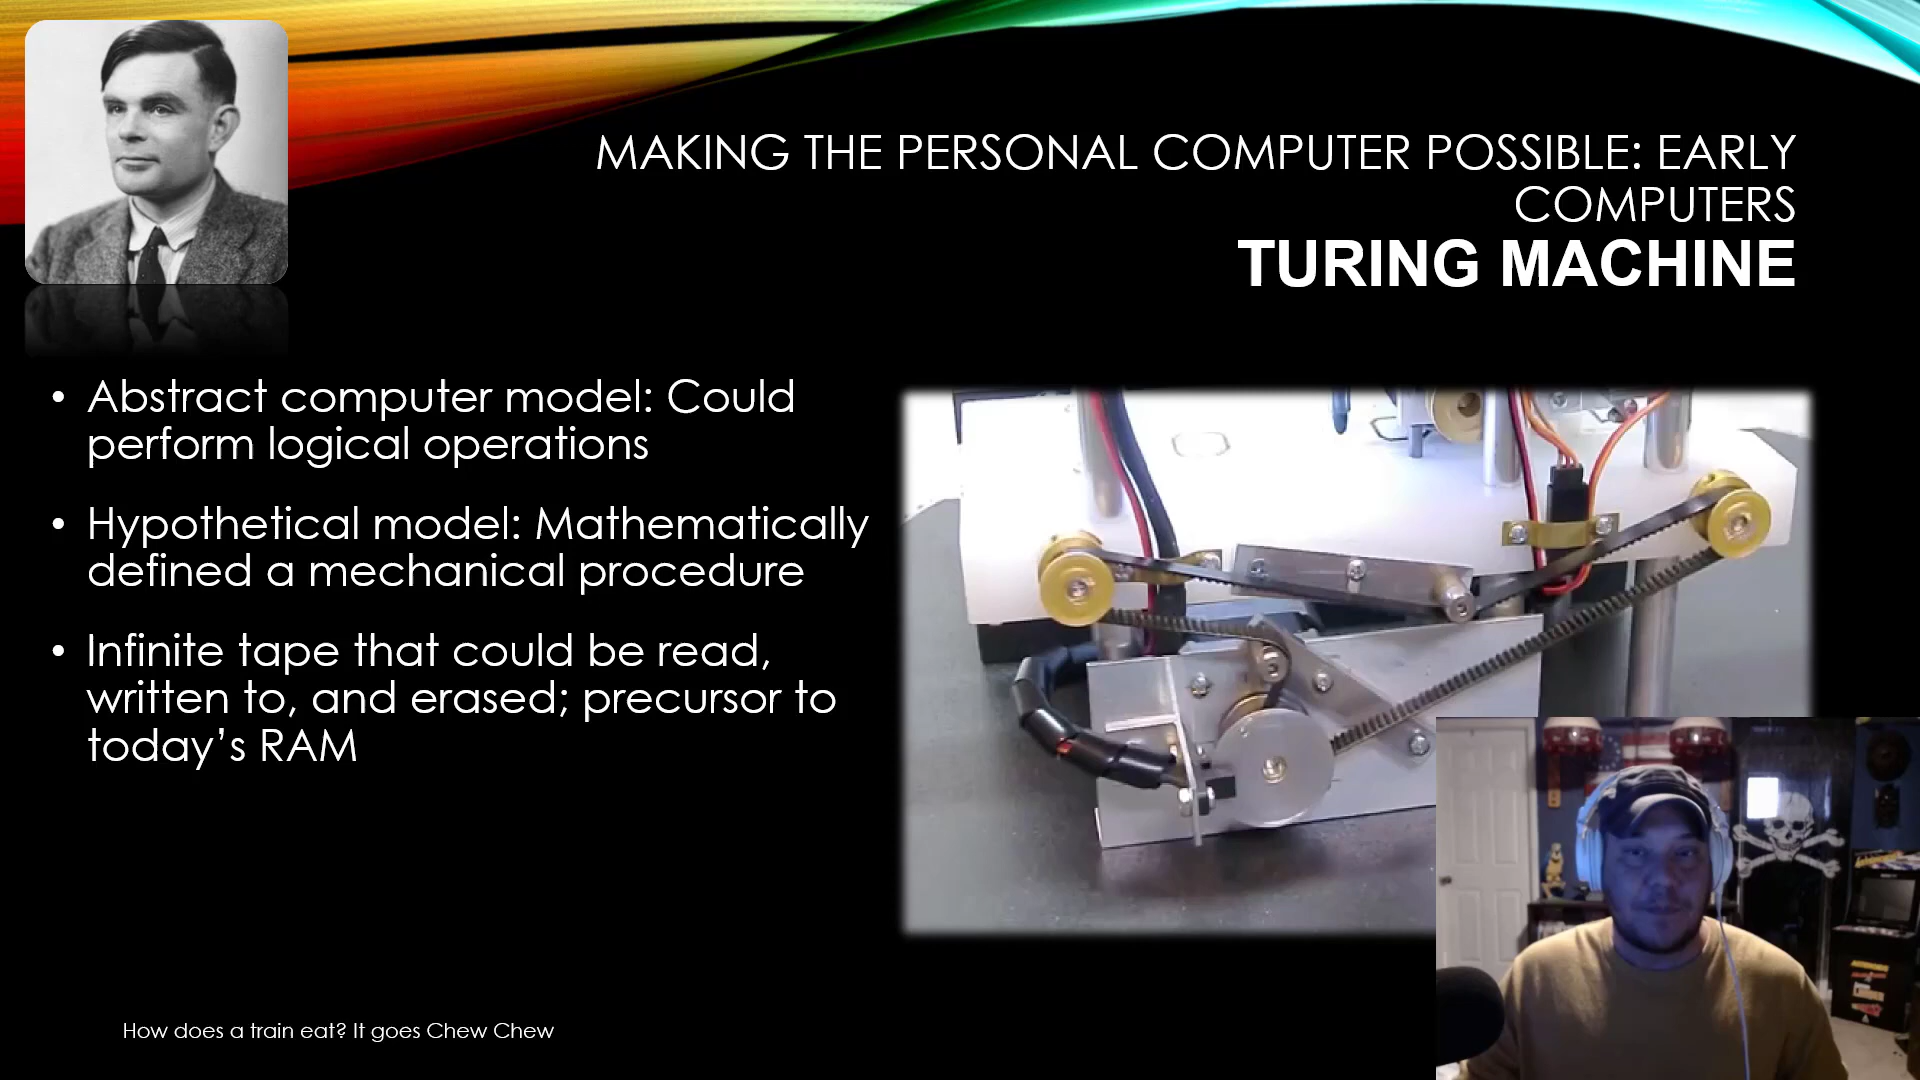 MAKING THE PERSONAL COMPUTER POSSIBLE: EARLY
COMPUTERS
TURING MACHINE
• Abstract computer model: Could
perform logical operations
• Hypothetical model: Mathematically
defined a mechanical procedure
• Infinite tape that could be read,
written to, and erased; precursor to
today’s RAM
How does a train eat? It goes Chew Chew